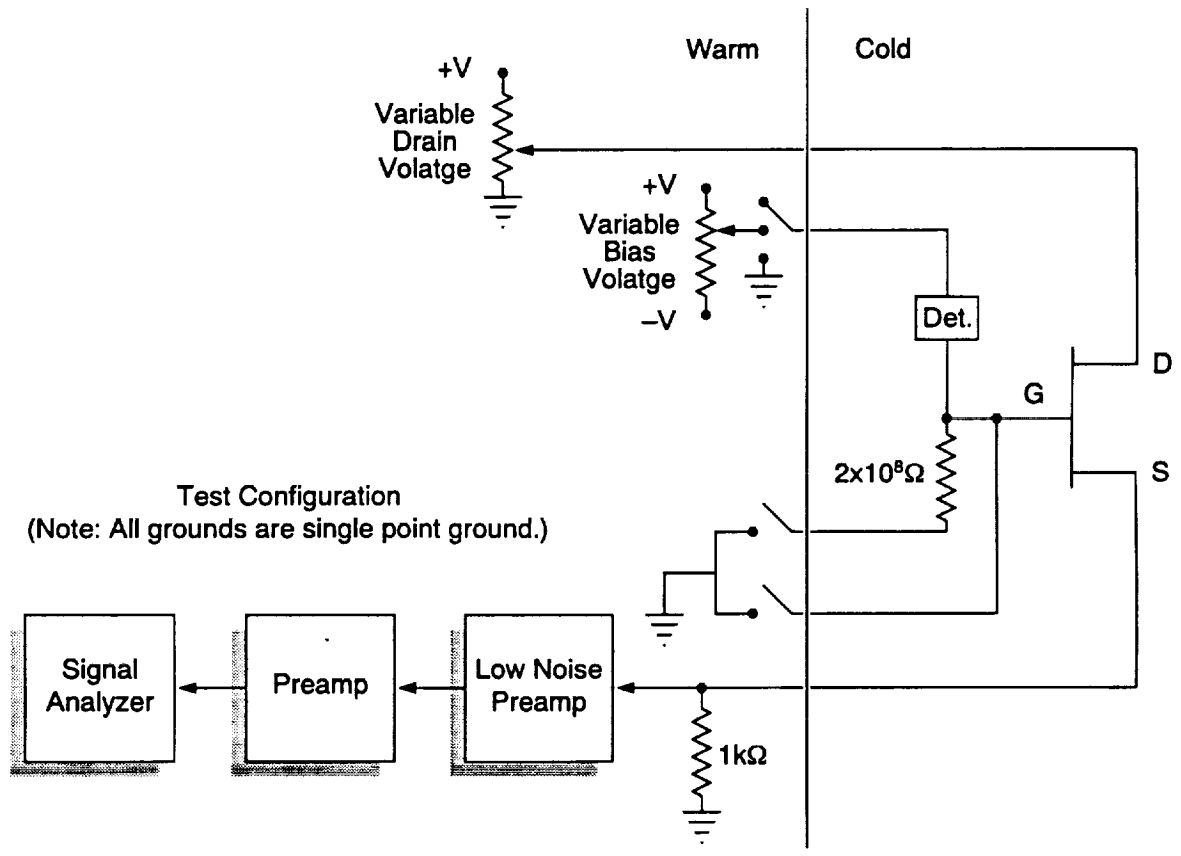 Warm
Cold
+V
Variable
Drain
Volatge
+V
Variable
Bias
Volatge
–V
Det.
D
G
S
2x10⁸Ω
Test Configuration
(Note: All grounds are single point ground.)
Signal
Analyzer
Preamp
Low Noise
Preamp
1kΩ